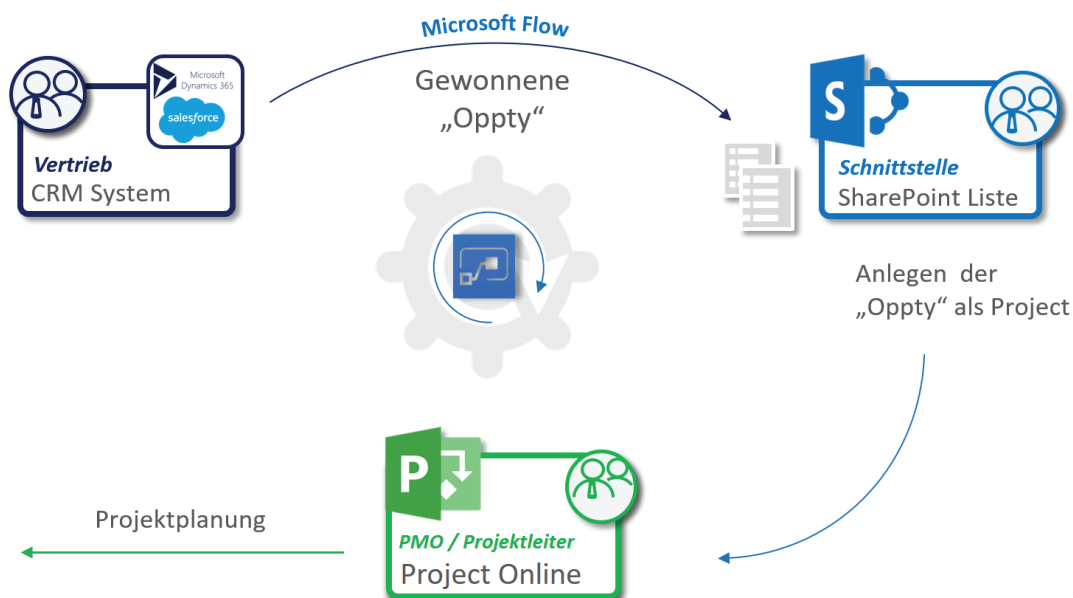 Microsoft Flow
Gewonnene
„Oppty“
Microsoft
Dynamics 365
salesforce
Vertrieb
CRM System
S
Schnittstelle
SharePoint Liste
Anlegen der
„Oppty“ als Project
P
PMO / Projektleiter
Project Online
Projektplanung